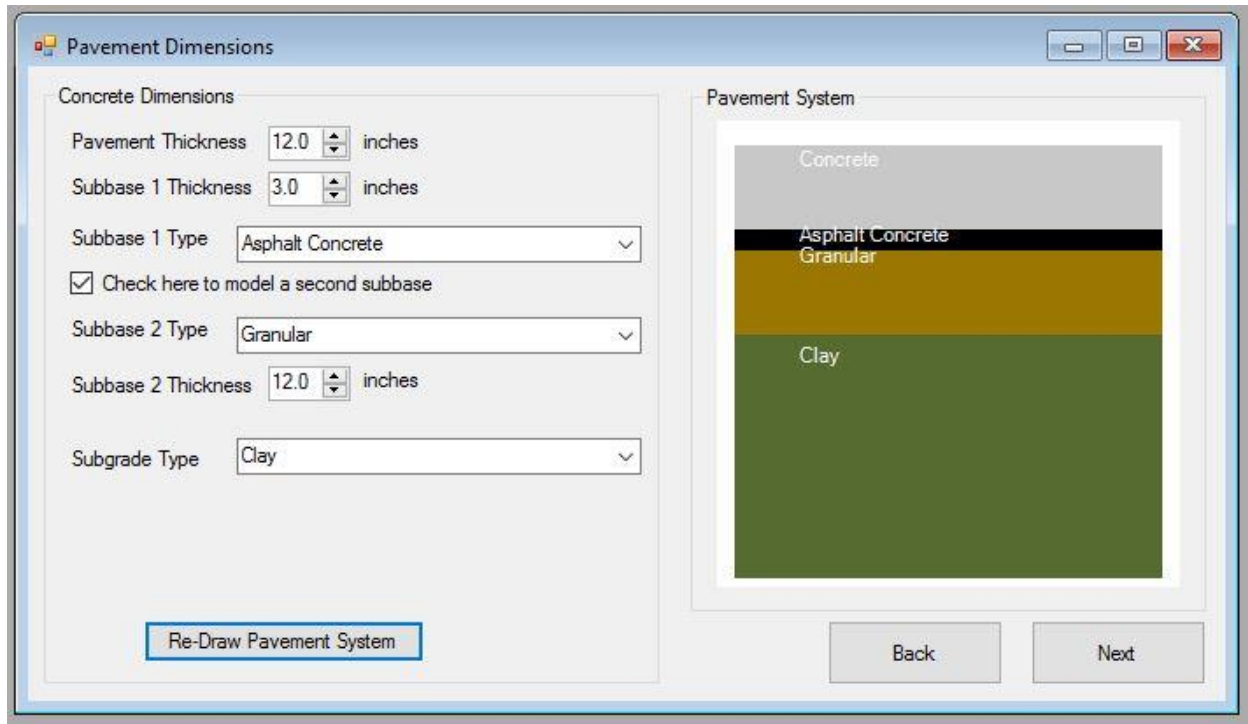 Pavement Dimensions
Concrete Dimensions
Pavement Thickness 12.0 inches
Subbase 1 Thickness 3.0 inches
Subbase 1 Type Asphalt Concrete
Check here to model a second subbase
Subbase 2 Type Granular
Subbase 2 Thickness 12.0 inches
Subgrade Type Clay
Re-Draw Pavement System
Pavement System
Concrete
Asphalt Concrete
Granular
Clay
Back Next